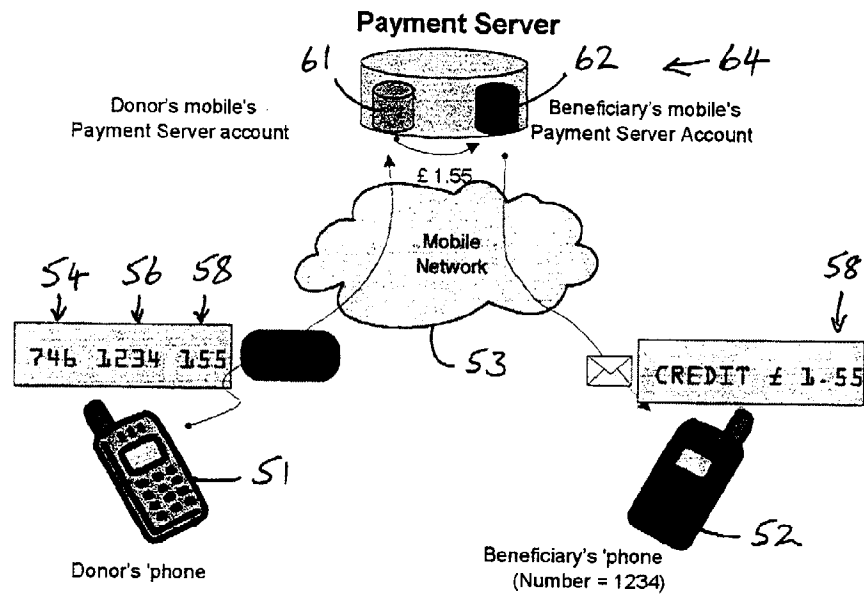 Payment Server
61
62
64
Donor's mobile's
Payment Server account
Beneficiary's mobile's
Payment Server Account
£ 1.55
Mobile
Network
54 56 58
58
746 1234 155
53
CREDIT £ 1.55
51
52
Donor's 'phone
Beneficiary's 'phone
(Number = 1234)